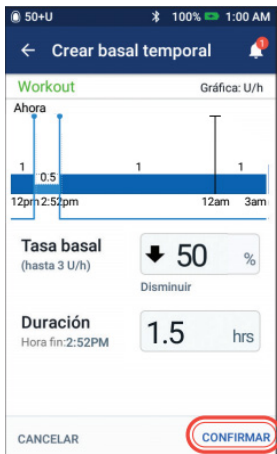 50+U 100% 1:00 AM
Crear basal temporal
1
Workout Gráfica: U/h
Ahora
1 0.5 1 1
12pm 2:52pm 12am 3am
Tasa basal 50 %
(hasta 3 U/h)
Disminuir
Duración 1.5 hrs
Hora fin:2:52PM
CANCELAR CONFIRMAR